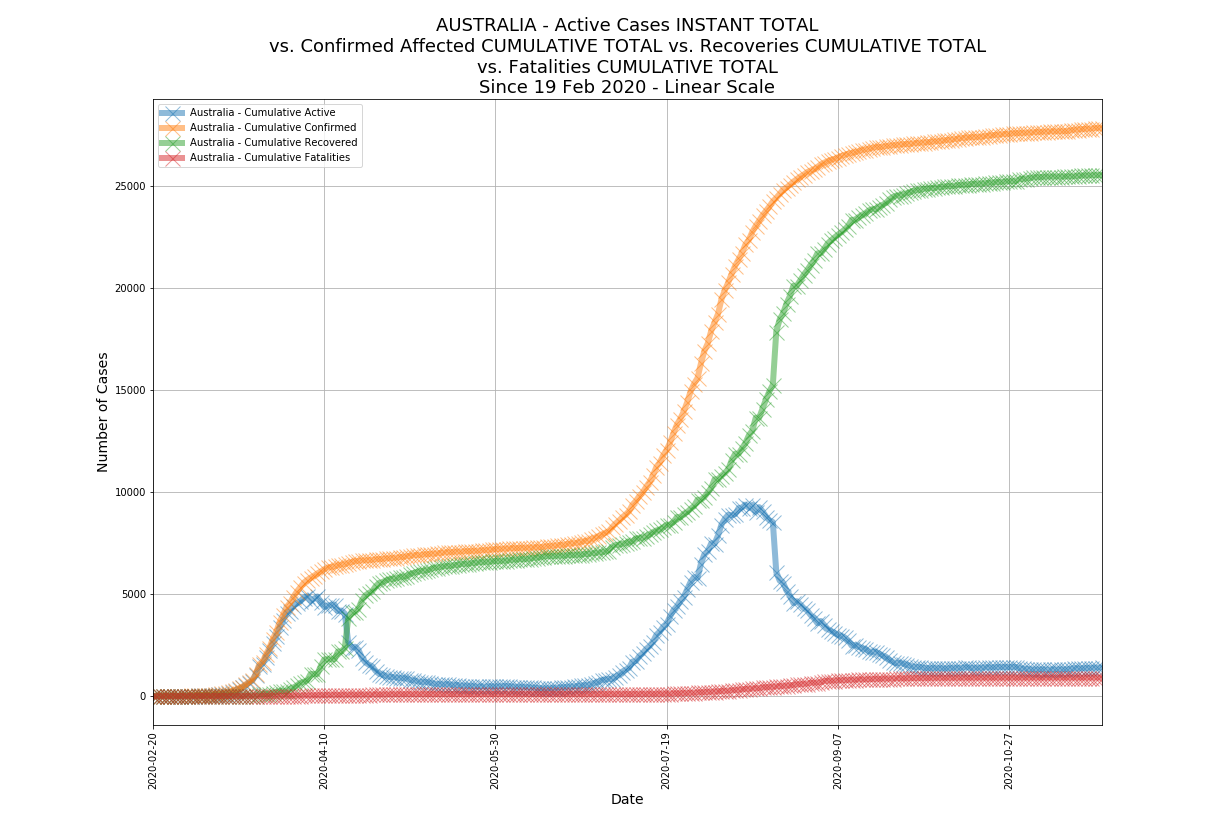 AUSTRALIA - Active Cases INSTANT TOTAL
vs. Confirmed Affected CUMULATIVE TOTAL vs. Recoveries CUMULATIVE TOTAL
vs. Fatalities CUMULATIVE TOTAL
Since 19 Feb 2020 - Linear Scale
Australia - Cumulative Active
Australia - Cumulative Confirmed
Australia - Cumulative Recovered
Australia - Cumulative Fatalities
Number of Cases
25000
20000
15000
10000
5000
0
2020-02-20
2020-04-10
2020-05-30
2020-07-19
2020-09-07
2020-10-27
Date